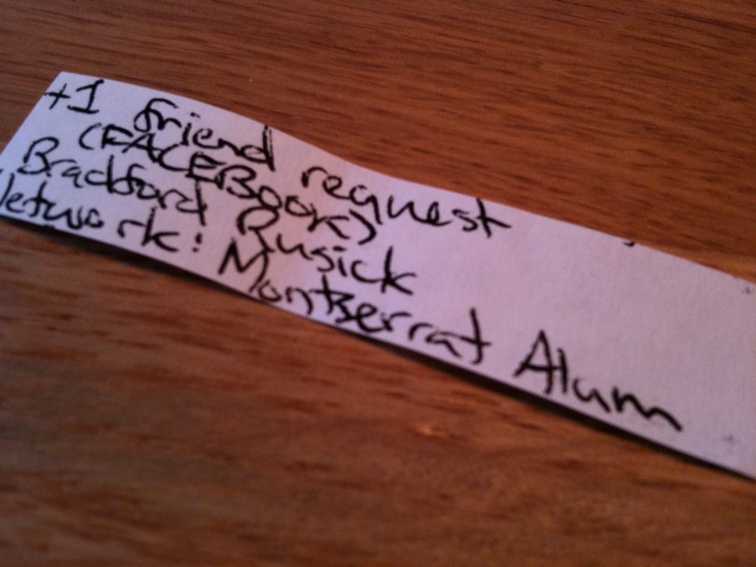 +1 friend request
(FACEBook)
Bradford Rusick
Network: Montserrat Alum